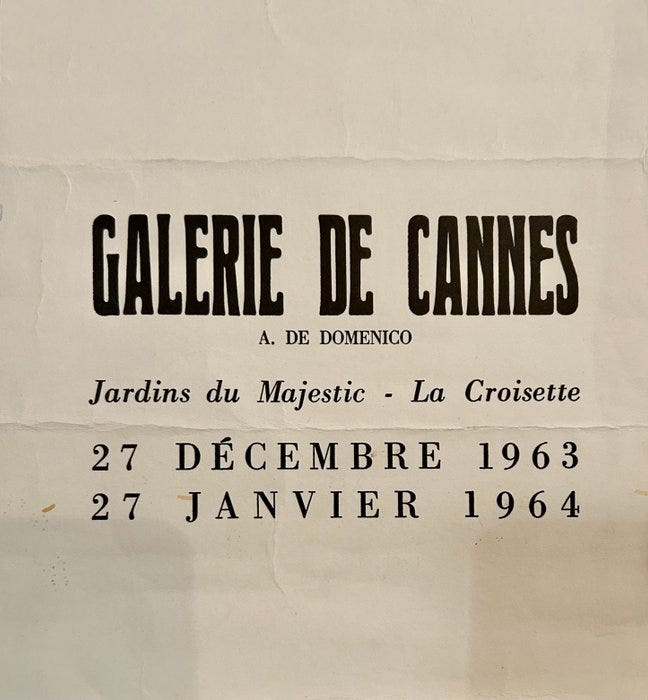 GALERIE DE CANNES
A. DE DOMENICO
Jardins du Majestic - La Croisette
27 DÉCEMBRE 1963
27 JANVIER 1964